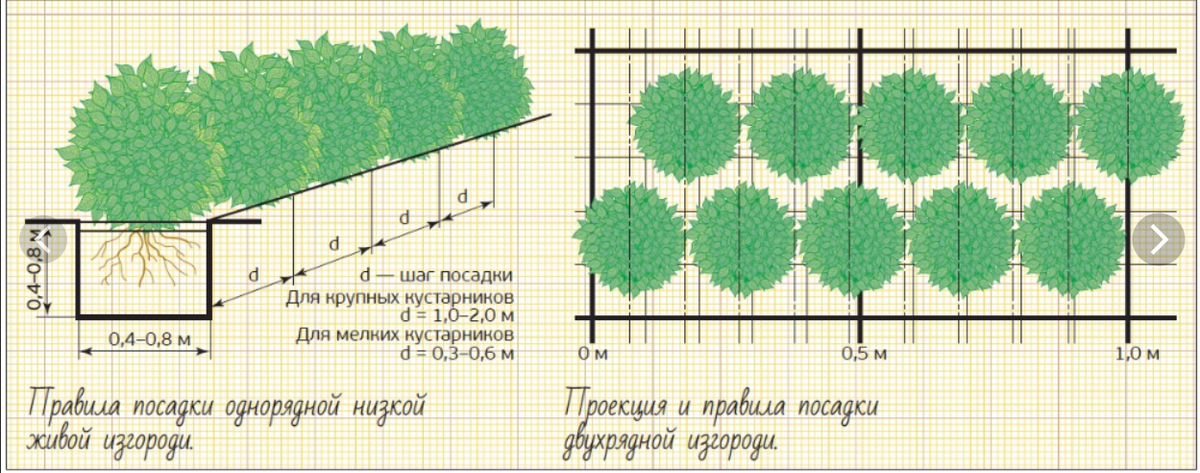 0,4–0,8 м
0,4–0,8 м
d
d
d
d
d — шаг посадки
Для крупных кустарников
d = 1,0–2,0 м
Для мелких кустарников
d = 0,3–0,6 м
Правила посадки однорядной низкой
живой изгороди.
0 м
0,5 м
1,0 м
Проекция и правила посадки
двухрядной изгороди.